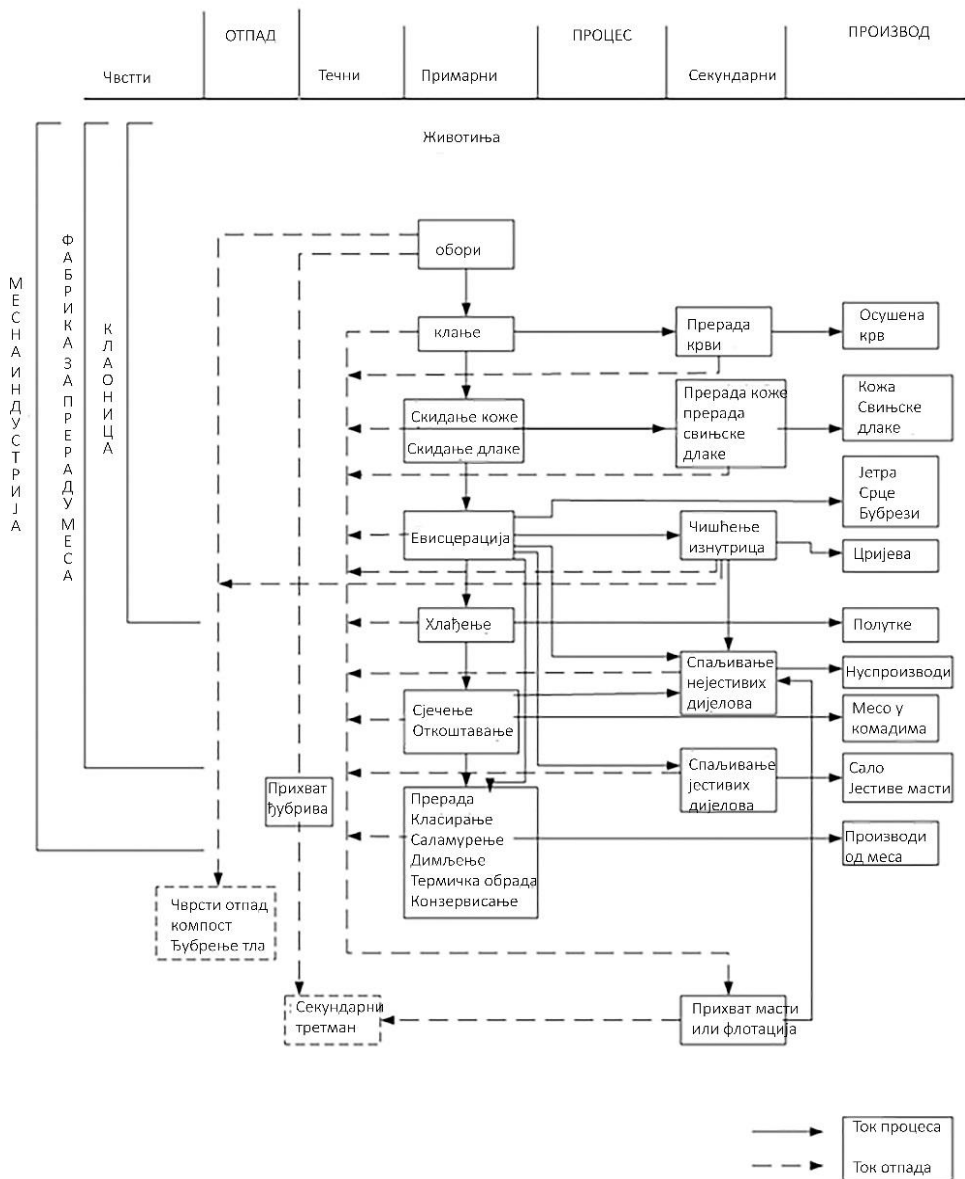 ОТПАД
ПРОЦЕС
ПРОИЗВОД
Чвстти
Течни
Примарни
Секундарни
Животиња
МЕСНА ИНДУСТРИЈА
ФАБРИКА ЗА ПРЕРАДУ МЕСА
КЛАОНИЦА
обори
клање
Прерада
крви
Осушена
крв
Скидање коже
Скидање длаке
Прерада коже
прерада
свињске
длаке
Кожа
Свињске
длаке
Јетра
Срце
Бубрези
Евисцерација
Чишћење
изнутрица
Цријева
Хлађење
Полутке
Спаљивање
нејестивих
дијелова
Нуспроизводи
Сјечење
Откоштавање
Месо у
комадима
Спаљивање
јестивих
дијелова
Сало
Јестиве масти
Прихват
ђубрива
Прерада
Класирање
Саламурење
Димљење
Термичка обрада
Конзервисање
Производи
од меса
Чврсти отпад
компост
Ђубрење тла
Секундарни
третман
Прихват масти
или флотација
Ток процеса
Ток отпада